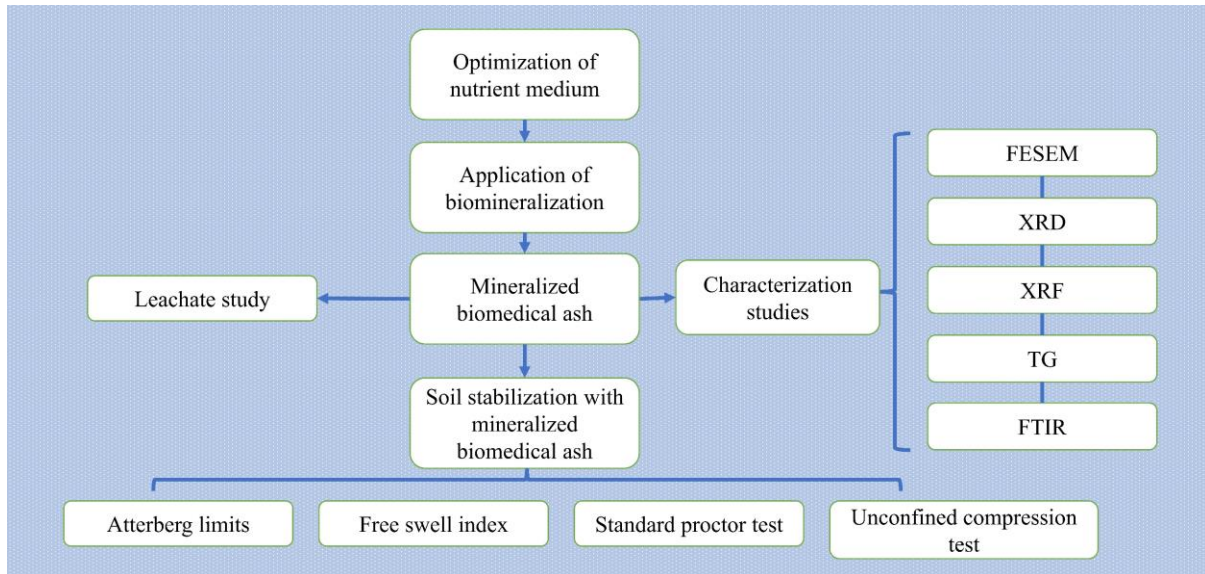 Optimization of
nutrient medium
Application of
biomineralization
Leachate study
Mineralized
biomedical ash
Characterization
studies
FESEM
XRD
XRF
TG
FTIR
Soil stabilization with
mineralized
biomedical ash
Atterberg limits
Free swell index
Standard proctor test
Unconfined compression
test